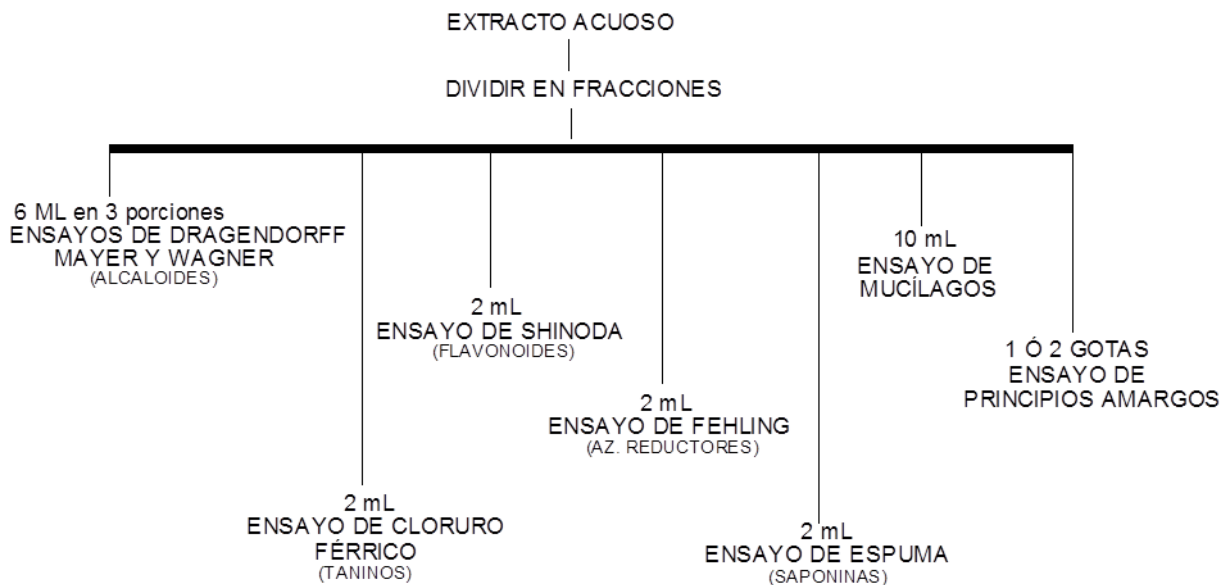 EXTRACTO ACUOSO
DIVIDIR EN FRACCIONES
6 ML en 3 porciones
ENSAYOS DE DRAGENDORFF
MAYER Y WAGNER
(ALCALOIDES)
2 mL
ENSAYO DE CLORURO
FÉRRICO
(TANINOS)
2 mL
ENSAYO DE SHINODA
(FLAVONOIDES)
2 mL
ENSAYO DE FEHLING
(AZ. REDUCTORES)
2 mL
ENSAYO DE ESPUMA
(SAPONINAS)
10 mL
ENSAYO DE
MUCÍLAGOS
1 Ó 2 GOTAS
ENSAYO DE
PRINCIPIOS AMARGOS